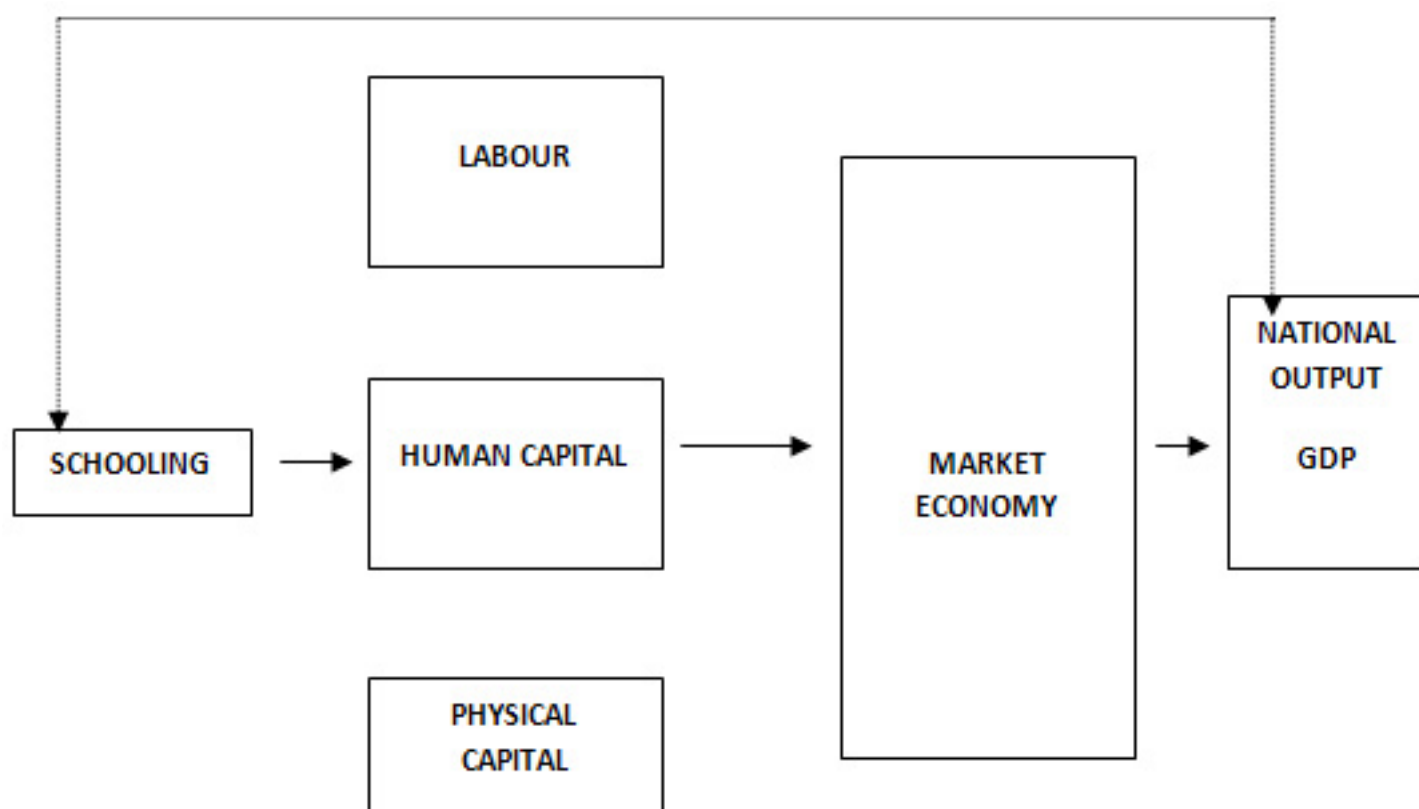 LABOUR
SCHOOLING
HUMAN CAPITAL
MARKET
ECONOMY
NATIONAL
OUTPUT
GDP
PHYSICAL
CAPITAL